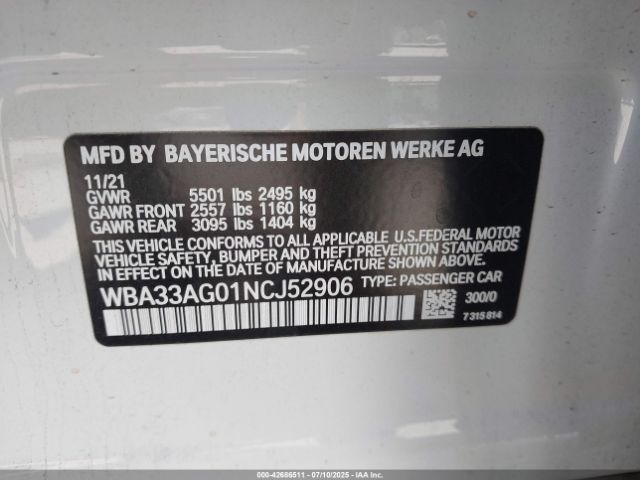 MFD BY BAYERISCHE MOTOREN WERKE AG
11/21
GVWR 5501 lbs 2495 kg
GAWR FRONT 2557 lbs 1160 kg
GAWR REAR 3095 lbs 1404 kg
THIS VEHICLE CONFORMS TO ALL APPLICABLE U.S.FEDERAL MOTOR
VEHICLE SAFETY, BUMPER AND THEFT PREVENTION STANDARDS
IN EFFECT ON THE DATE OF MANUFACTURE SHOWN ABOVE.
WBA33AG01NCJ52906 TYPE: PASSENGER CAR
300/0
7 315 814
000-42686511 | 07/10/2025 | IAAI.COM